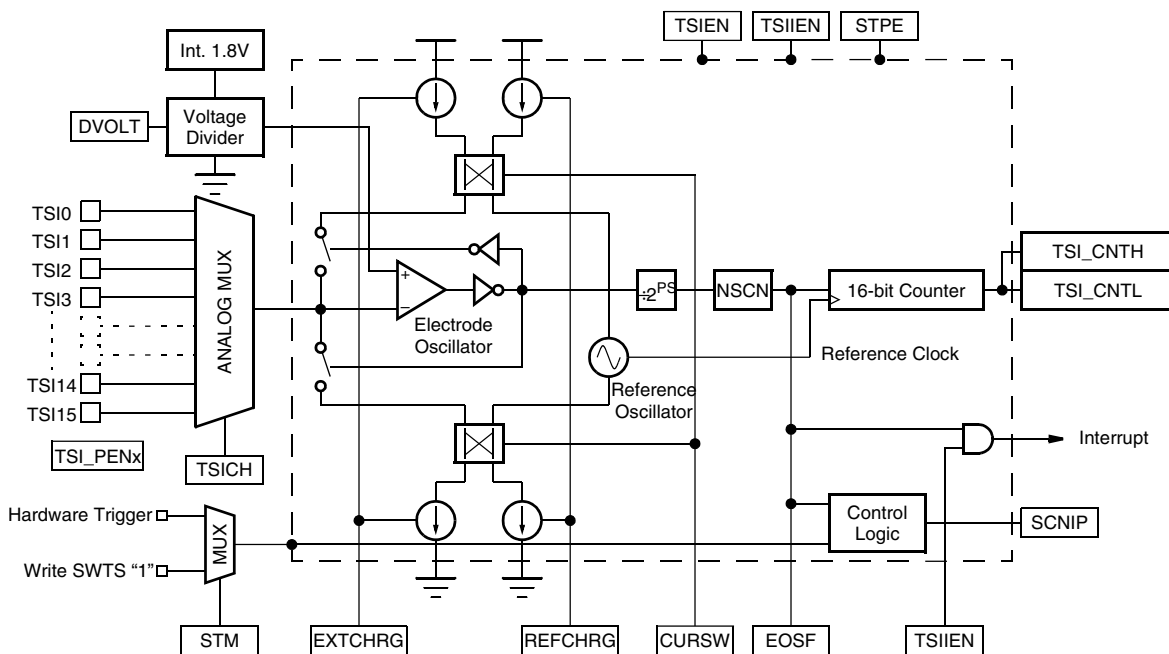 TSIEN
TSIIEN
STPE
Int. 1.8V
DVOLT
Voltage
Divider
TSI0
TSI1
TSI2
TSI3
TSI14
TSI15
ANALOG MUX
TSI_PENx
TSICH
+
−
Electrode
Oscillator
÷2PS
NSCN
16-bit Counter
TSI_CNTH
TSI_CNTL
Reference Clock
Reference
Oscillator
Interrupt
Control
Logic
SCNIP
Hardware Trigger
Write SWTS “1”
MUX
STM
EXTCHRG
REFCHRG
CURSW
EOSF
TSIIEN